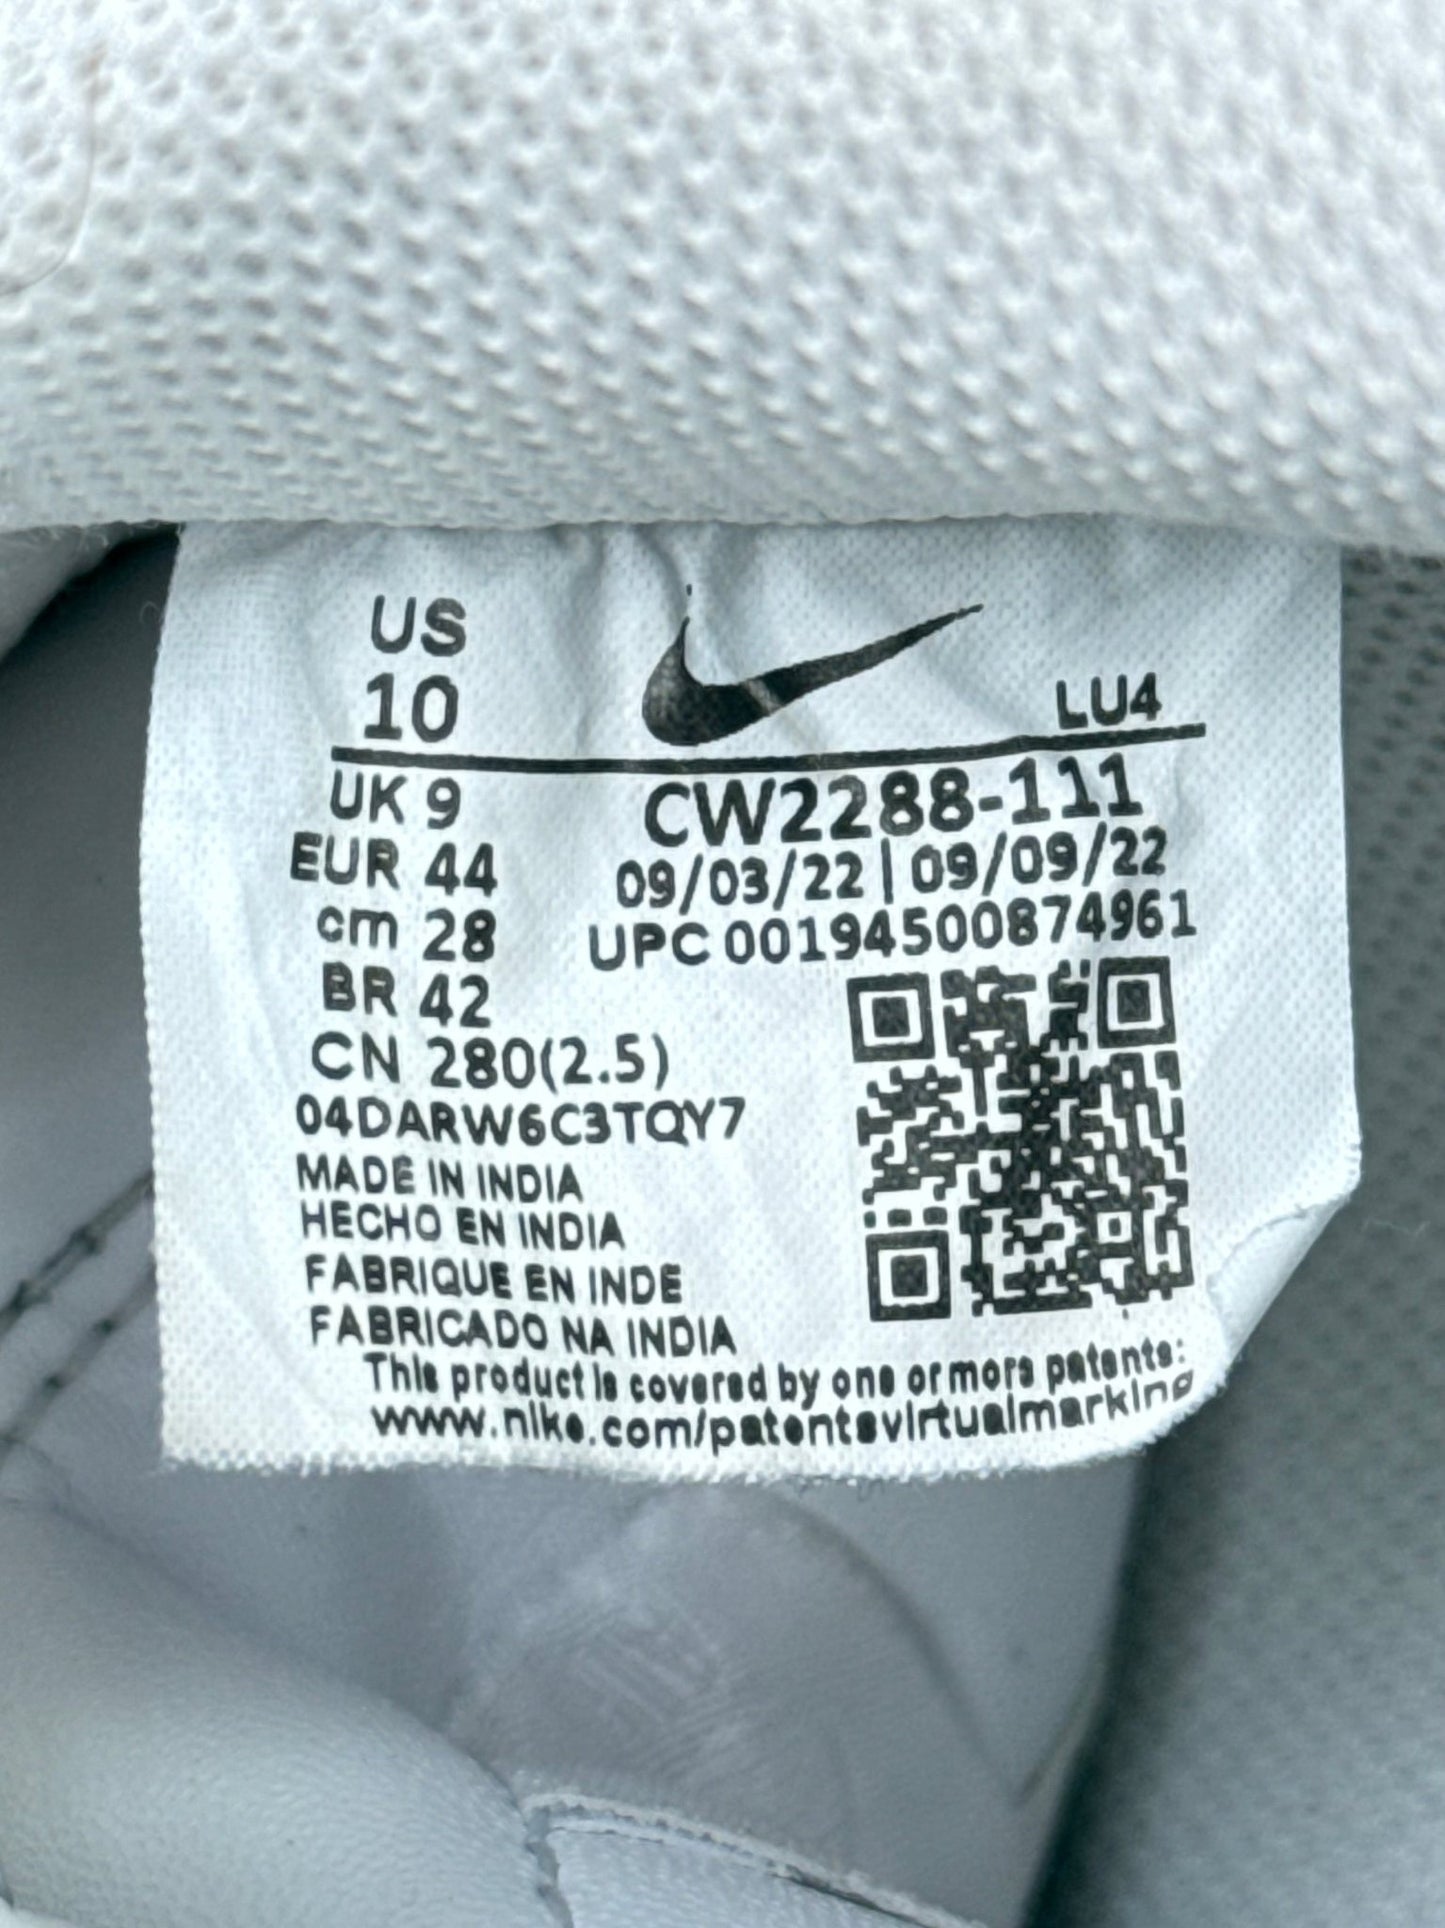 US
10
LU4
UK 9
CW2288-111
EUR 44
09/03/22 | 09/09/22
cm 28
UPC 00194500874961
BR 42
CN 280(2.5)
04DARW6C3TQY7
MADE IN INDIA
HECHO EN INDIA
FABRIQUE EN INDE
FABRICADO NA INDIA
This product is covered by one or more patents:
www.nike.com/patentsvirtualmarking